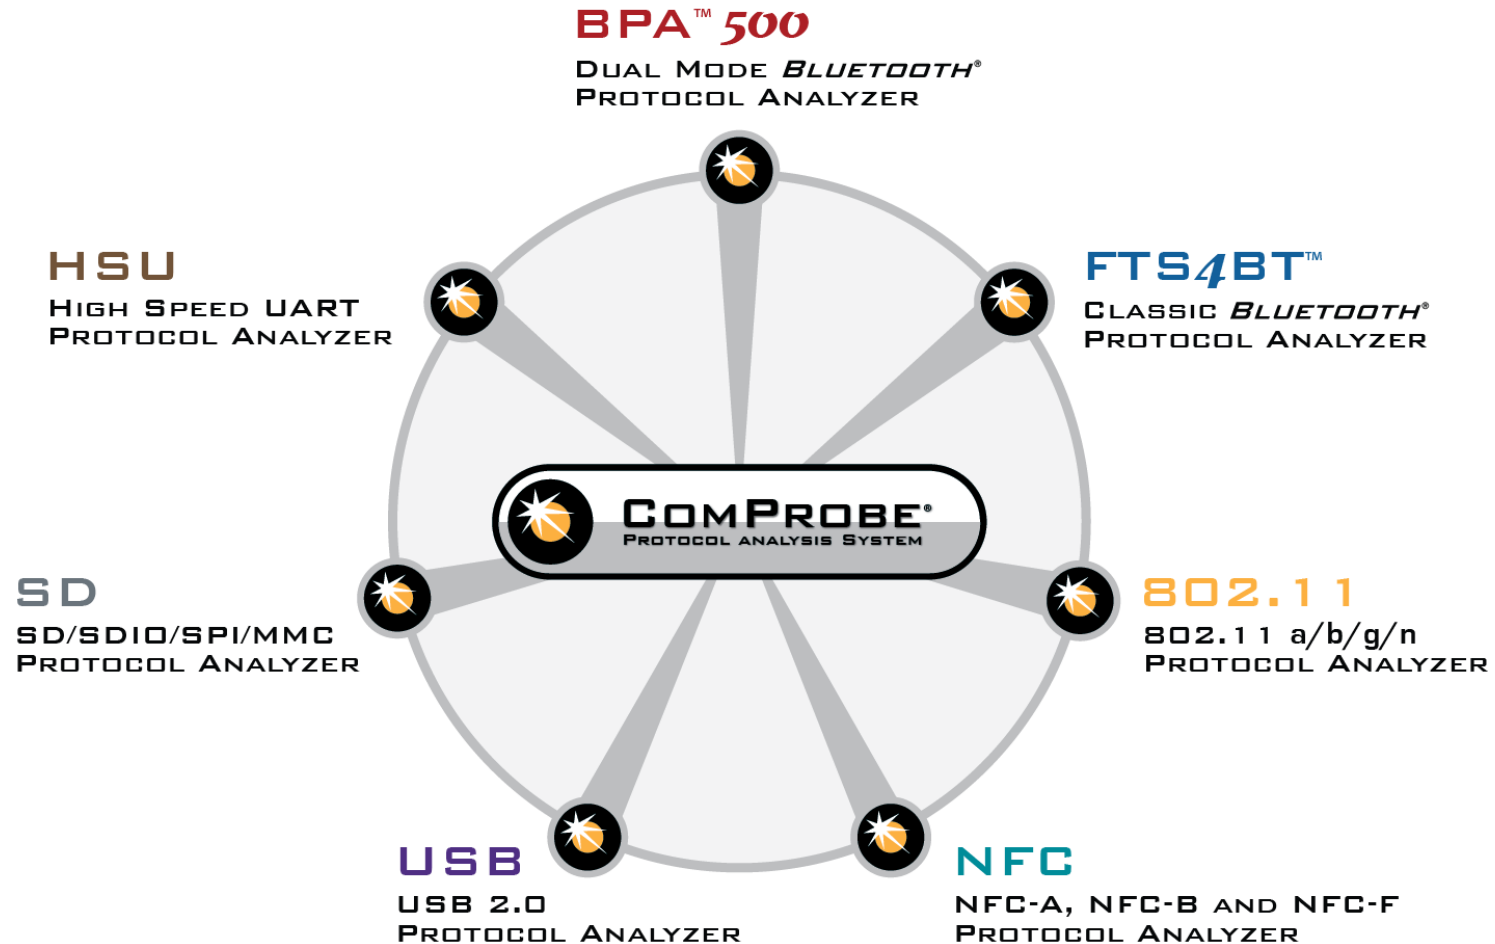 BPA™ 500
Dual Mode Bluetooth®
Protocol Analyzer
HSU
High Speed UART
Protocol Analyzer
FTS4BT™
Classic Bluetooth®
Protocol Analyzer
ComProbe®
Protocol Analysis System
SD
SD/SDIO/SPI/MMC
Protocol Analyzer
802.11
802.11 a/b/g/n
Protocol Analyzer
USB
USB 2.0
Protocol Analyzer
NFC
NFC-A, NFC-B and NFC-F
Protocol Analyzer